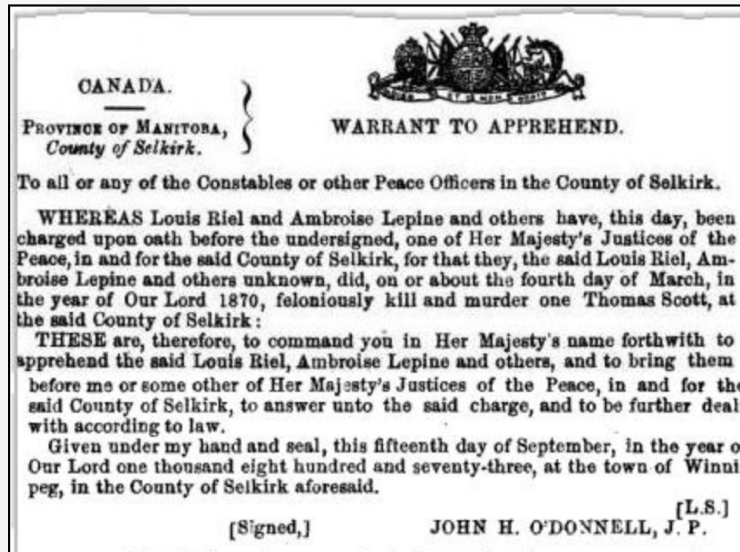 CANADA.
PROVINCE OF MANITOBA,
County of Selkirk.
WARRANT TO APPREHEND.
To all or any of the Constables or other Peace Officers in the County of Selkirk.
WHEREAS Louis Riel and Ambroise Lepine and others have, this day, been
charged upon oath before the undersigned, one of Her Majesty's Justices of the
Peace, in and for the said County of Selkirk, for that they, the said Louis Riel, Am-
broise Lepine and others unknown, did, on or about the fourth day of March, in
the year of Our Lord 1870, feloniously kill and murder one Thomas Scott, at
the said County of Selkirk:
THESE are, therefore, to command you in Her Majesty's name forthwith to
apprehend the said Louis Riel, Ambroise Lepine and others, and to bring them
before me or some other of Her Majesty's Justices of the Peace, in and for the
said County of Selkirk, to answer unto the said charge, and to be further deal
with according to law.
Given under my hand and seal, this fifteenth day of September, in the year o
Our Lord one thousand eight hundred and seventy-three, at the town of Winni
peg, in the County of Selkirk aforesaid.
[L.S.]
[Signed,] JOHN H. O'DONNELL, J. P.